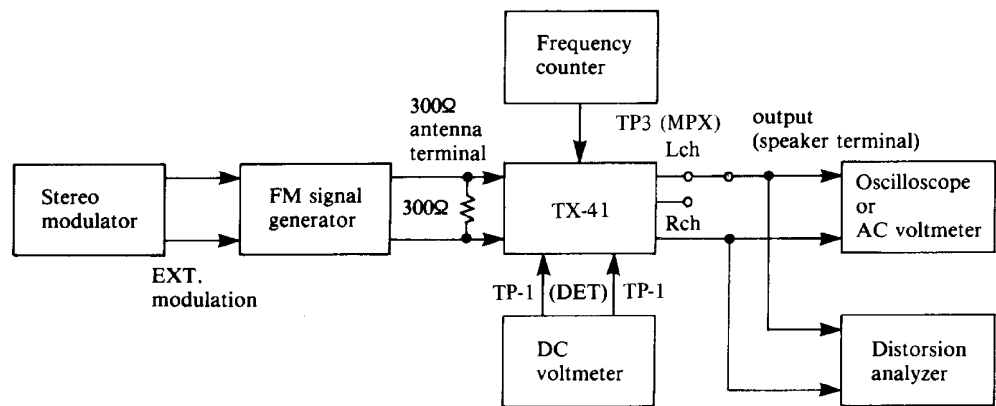 Frequency
counter
300Ω
antenna
terminal
TP3 (MPX)
Lch
output
(speaker terminal)
Stereo
modulator
FM signal
generator
300Ω
TX-41
Rch
Oscilloscope
or
AC voltmeter
EXT.
modulation
TP-1 (DET) TP-1
DC
voltmeter
Distorsion
analyzer